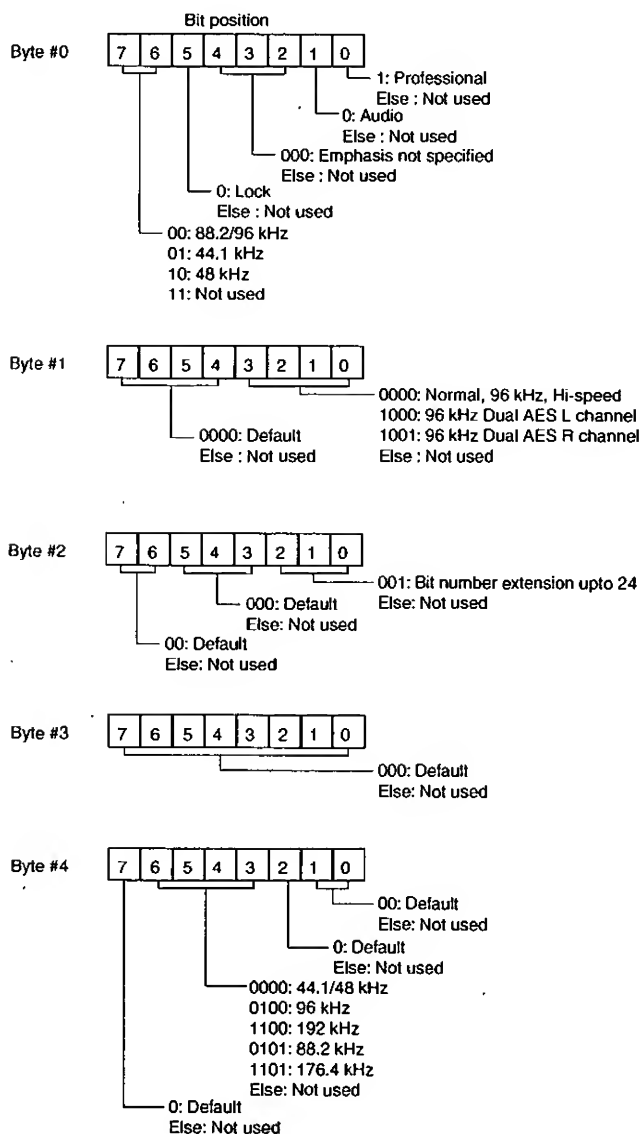 Bit position
Byte #0
7 6 5 4 3 2 1 0
1: Professional
Else : Not used
0: Audio
Else : Not used
000: Emphasis not specified
Else : Not used
0: Lock
Else : Not used
00: 88.2/96 kHz
01: 44.1 kHz
10: 48 kHz
11: Not used
Byte #1
7 6 5 4 3 2 1 0
0000: Normal, 96 kHz, Hi-speed
1000: 96 kHz Dual AES L channel
1001: 96 kHz Dual AES R channel
Else : Not used
0000: Default
Else : Not used
Byte #2
7 6 5 4 3 2 1 0
001: Bit number extension upto 24
Else: Not used
000: Default
Else: Not used
00: Default
Else: Not used
Byte #3
7 6 5 4 3 2 1 0
000: Default
Else: Not used
Byte #4
7 6 5 4 3 2 1 0
00: Default
Else: Not used
0: Default
Else: Not used
0000: 44.1/48 kHz
0100: 96 kHz
1100: 192 kHz
0101: 88.2 kHz
1101: 176.4 kHz
Else: Not used
0: Default
Else: Not used